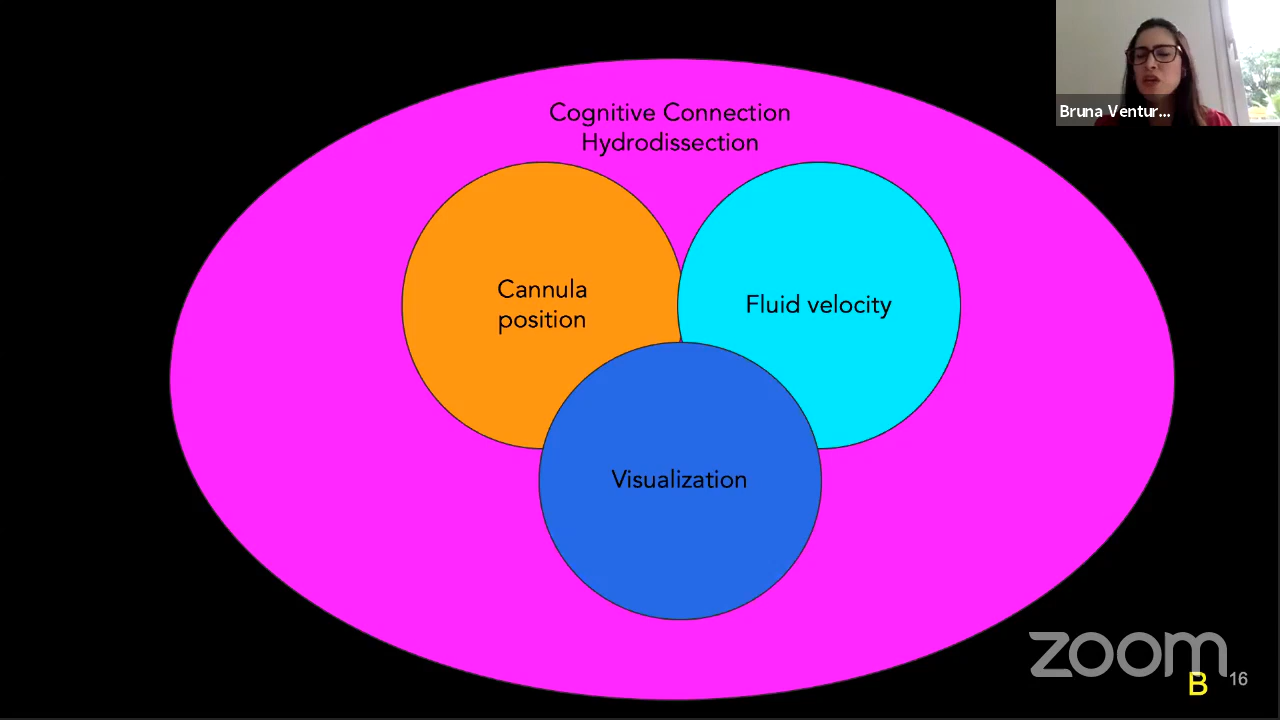 Cognitive Connection
Hydrodissection
Cannula
position
Fluid velocity
Visualization
Bruna Ventur...
zoom
B
16